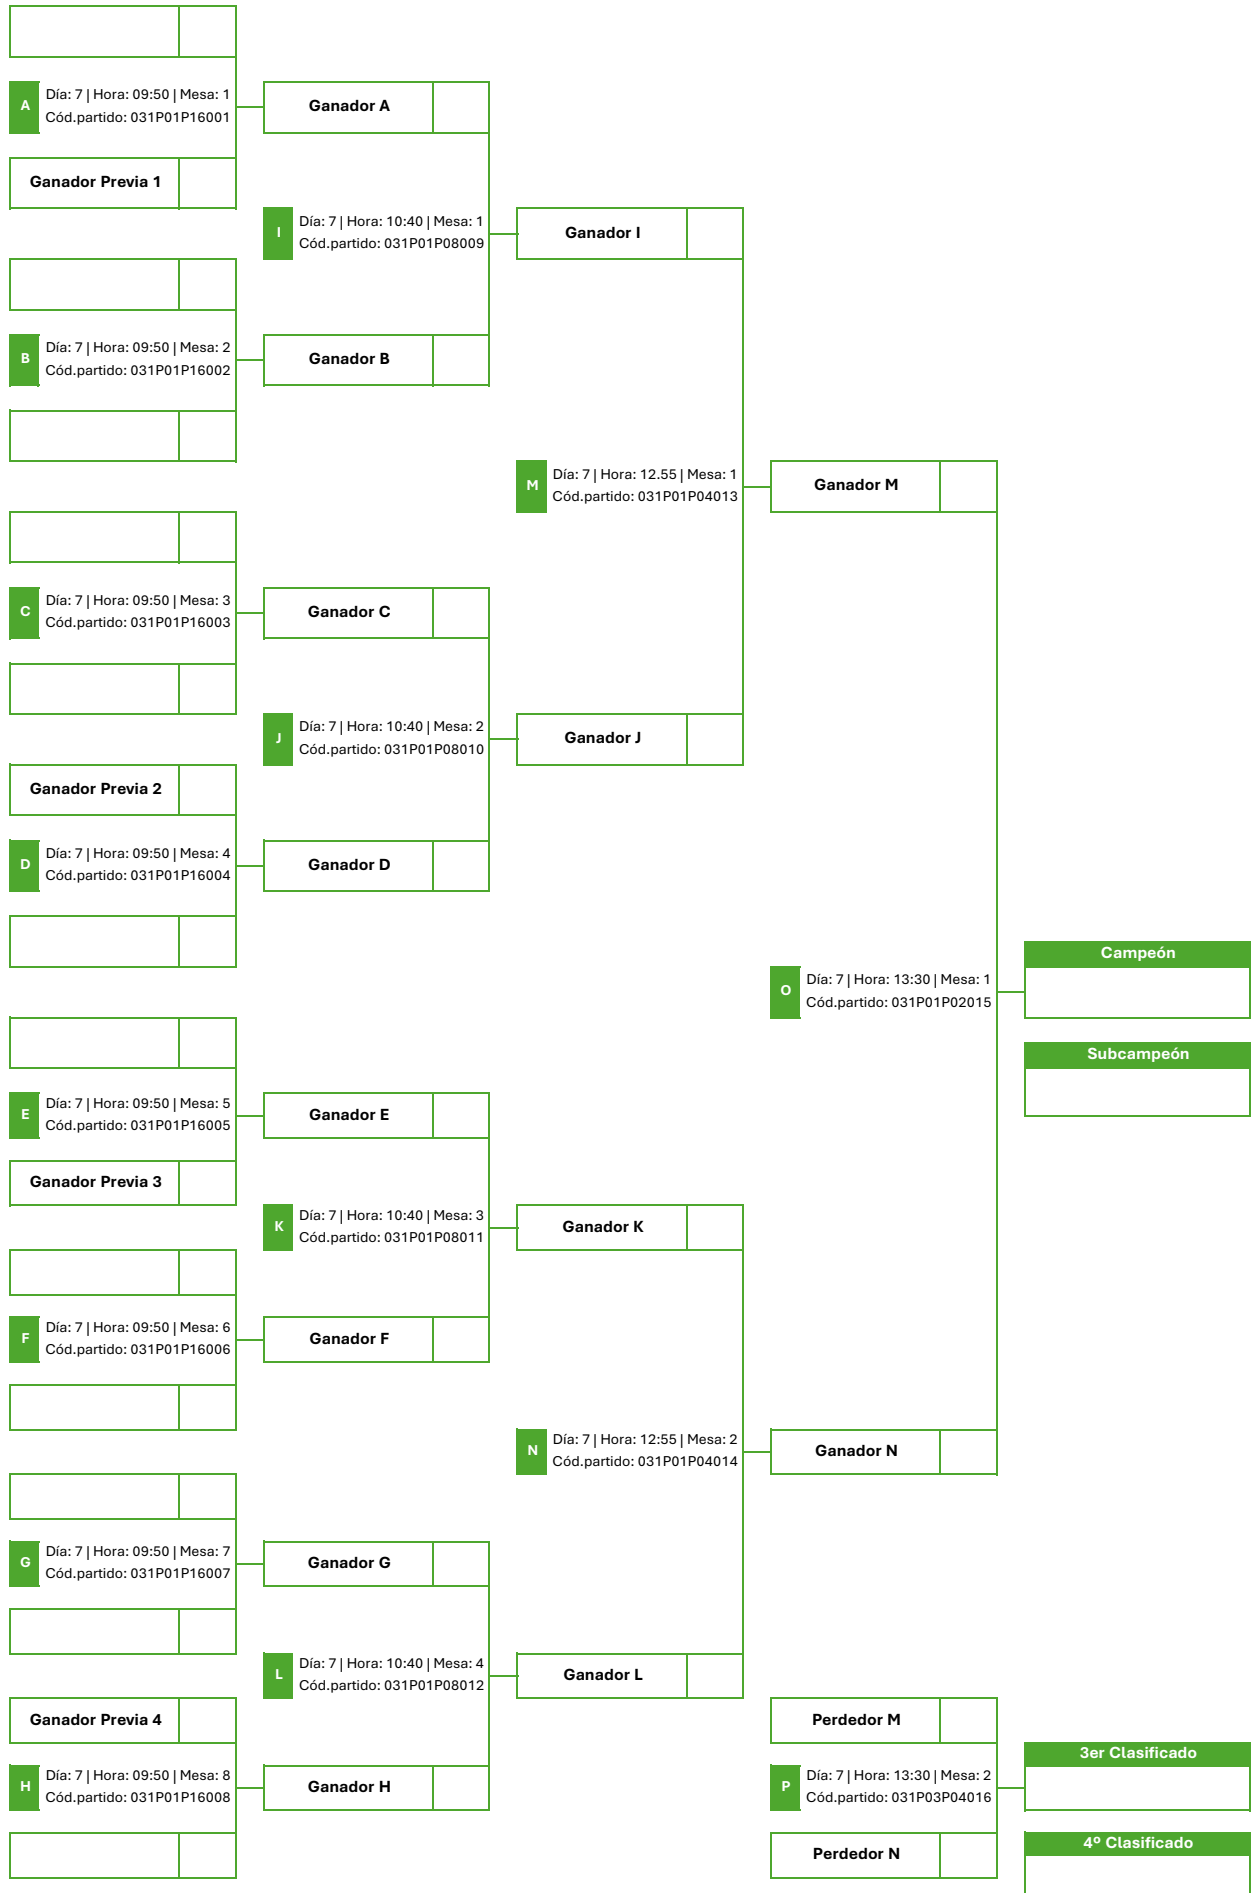 A
Día: 7 | Hora: 09:50 | Mesa: 1
Cód.partido: 031P01P16001
Ganador Previa 1
B
Día: 7 | Hora: 09:50 | Mesa: 2
Cód.partido: 031P01P16002
C
Día: 7 | Hora: 09:50 | Mesa: 3
Cód.partido: 031P01P16003
Ganador Previa 2
D
Día: 7 | Hora: 09:50 | Mesa: 4
Cód.partido: 031P01P16004
E
Día: 7 | Hora: 09:50 | Mesa: 5
Cód.partido: 031P01P16005
Ganador Previa 3
F
Día: 7 | Hora: 09:50 | Mesa: 6
Cód.partido: 031P01P16006
G
Día: 7 | Hora: 09:50 | Mesa: 7
Cód.partido: 031P01P16007
Ganador Previa 4
H
Día: 7 | Hora: 09:50 | Mesa: 8
Cód.partido: 031P01P16008
Ganador A
I
Día: 7 | Hora: 10:40 | Mesa: 1
Cód.partido: 031P01P08009
Ganador B
Ganador C
J
Día: 7 | Hora: 10:40 | Mesa: 2
Cód.partido: 031P01P08010
Ganador D
Ganador E
K
Día: 7 | Hora: 10:40 | Mesa: 3
Cód.partido: 031P01P08011
Ganador F
Ganador G
L
Día: 7 | Hora: 10:40 | Mesa: 4
Cód.partido: 031P01P08012
Ganador H
Ganador I
M
Día: 7 | Hora: 12.55 | Mesa: 1
Cód.partido: 031P01P04013
Ganador J
Ganador K
N
Día: 7 | Hora: 12:55 | Mesa: 2
Cód.partido: 031P01P04014
Ganador L
Ganador M
O
Día: 7 | Hora: 13:30 | Mesa: 1
Cód.partido: 031P01P02015
Ganador N
Campeón
Subcampeón
Perdedor M
P
Día: 7 | Hora: 13:30 | Mesa: 2
Cód.partido: 031P03P04016
Perdedor N
3er Clasificado
4º Clasificado